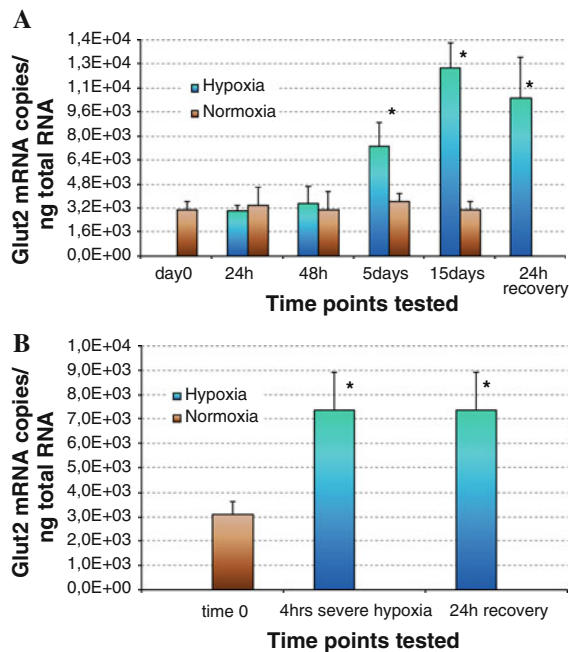 A
Glut2 mRNA copies/
ng total RNA
1,4E+04
1,3E+04
1,1E+04
9,6E+03
8,0E+03
6,4E+03
4,8E+03
3,2E+03
1,6E+03
0,0E+00
Hypoxia
Normoxia
*
*
*
day0 24h 48h 5days 15days 24h
recovery
Time points tested
B
Glut2 mRNA copies/
ng total RNA
1,0E+04
9,0E+03
8,0E+03
7,0E+03
6,0E+03
5,0E+03
4,0E+03
3,0E+03
2,0E+03
1,0E+03
0,0E+00
Hypoxia
Normoxia
*
*
time 0 4hrs severe hypoxia 24h recovery
Time points tested